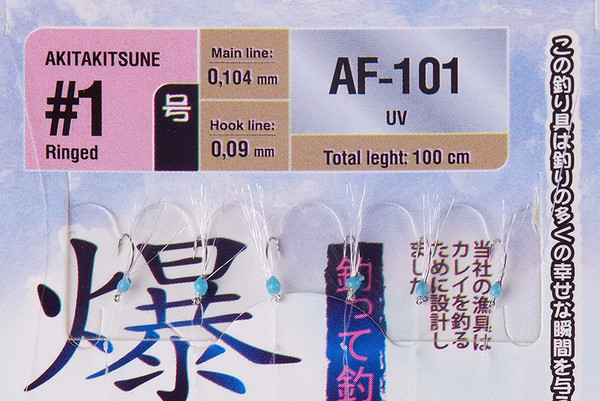 AKITAKITSUNE
#1
Ringed
号
Main line:
0,104 mm
Hook line:
0,09 mm
AF-101
UV
Total leght: 100 cm
この釣り具は釣りの多くの幸せな瞬間を与え
当社の漁具は
カレイを釣る
ために設計し
ました。
釣って釣
爆